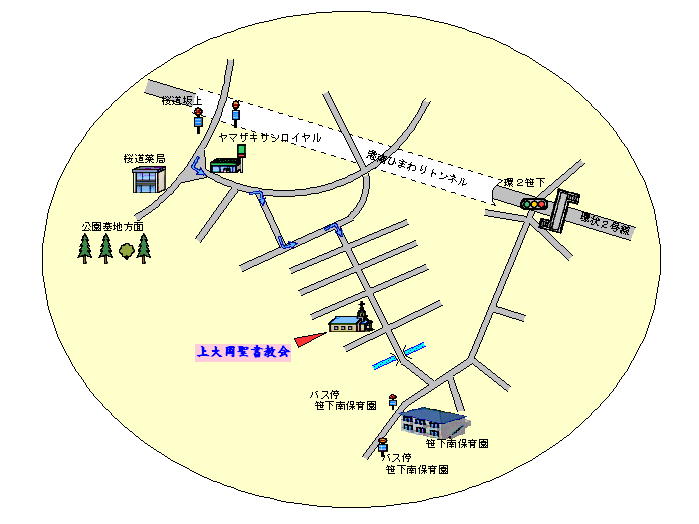 桜道坂上
ヤマザキサンロイヤル
桜道薬局
港南ひまわりトンネル
環２笹下
環状２号線
公園墓地方面
上大岡聖書教会
バス停
笹下南保育園
笹下南保育園
バス停
笹下南保育園